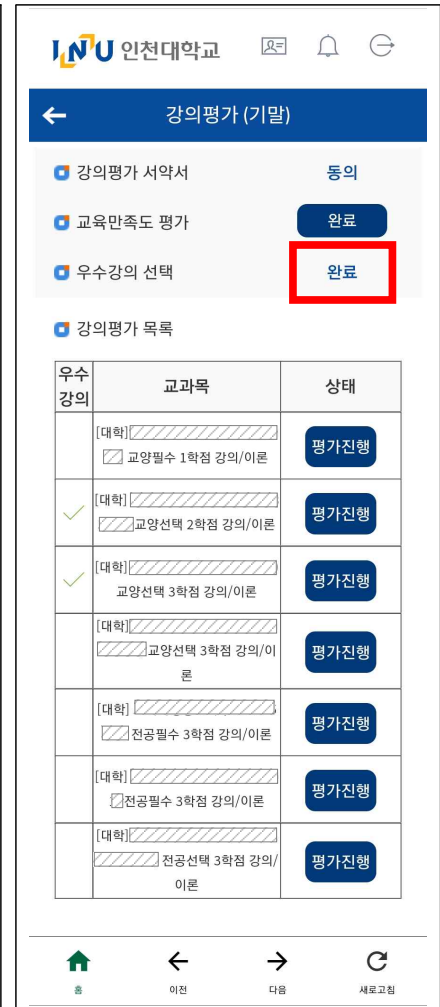 INU 인천대학교
강의평가 (기말)
강의평가 서약서 동의
교육만족도 평가 완료
우수강의 선택 완료
강의평가 목록
우수
강의
교과목
상태
[대학]
교양필수 1학점 강의/이론
평가진행
[대학]
교양선택 2학점 강의/이론
평가진행
[대학]
교양선택 3학점 강의/이론
평가진행
[대학]
교양선택 3학점 강의/이
론
평가진행
[대학]
전공필수 3학점 강의/이론
평가진행
[대학]
전공필수 3학점 강의/이론
평가진행
[대학]
전공선택 3학점 강의/
이론
평가진행
홈 이전 다음 새로고침